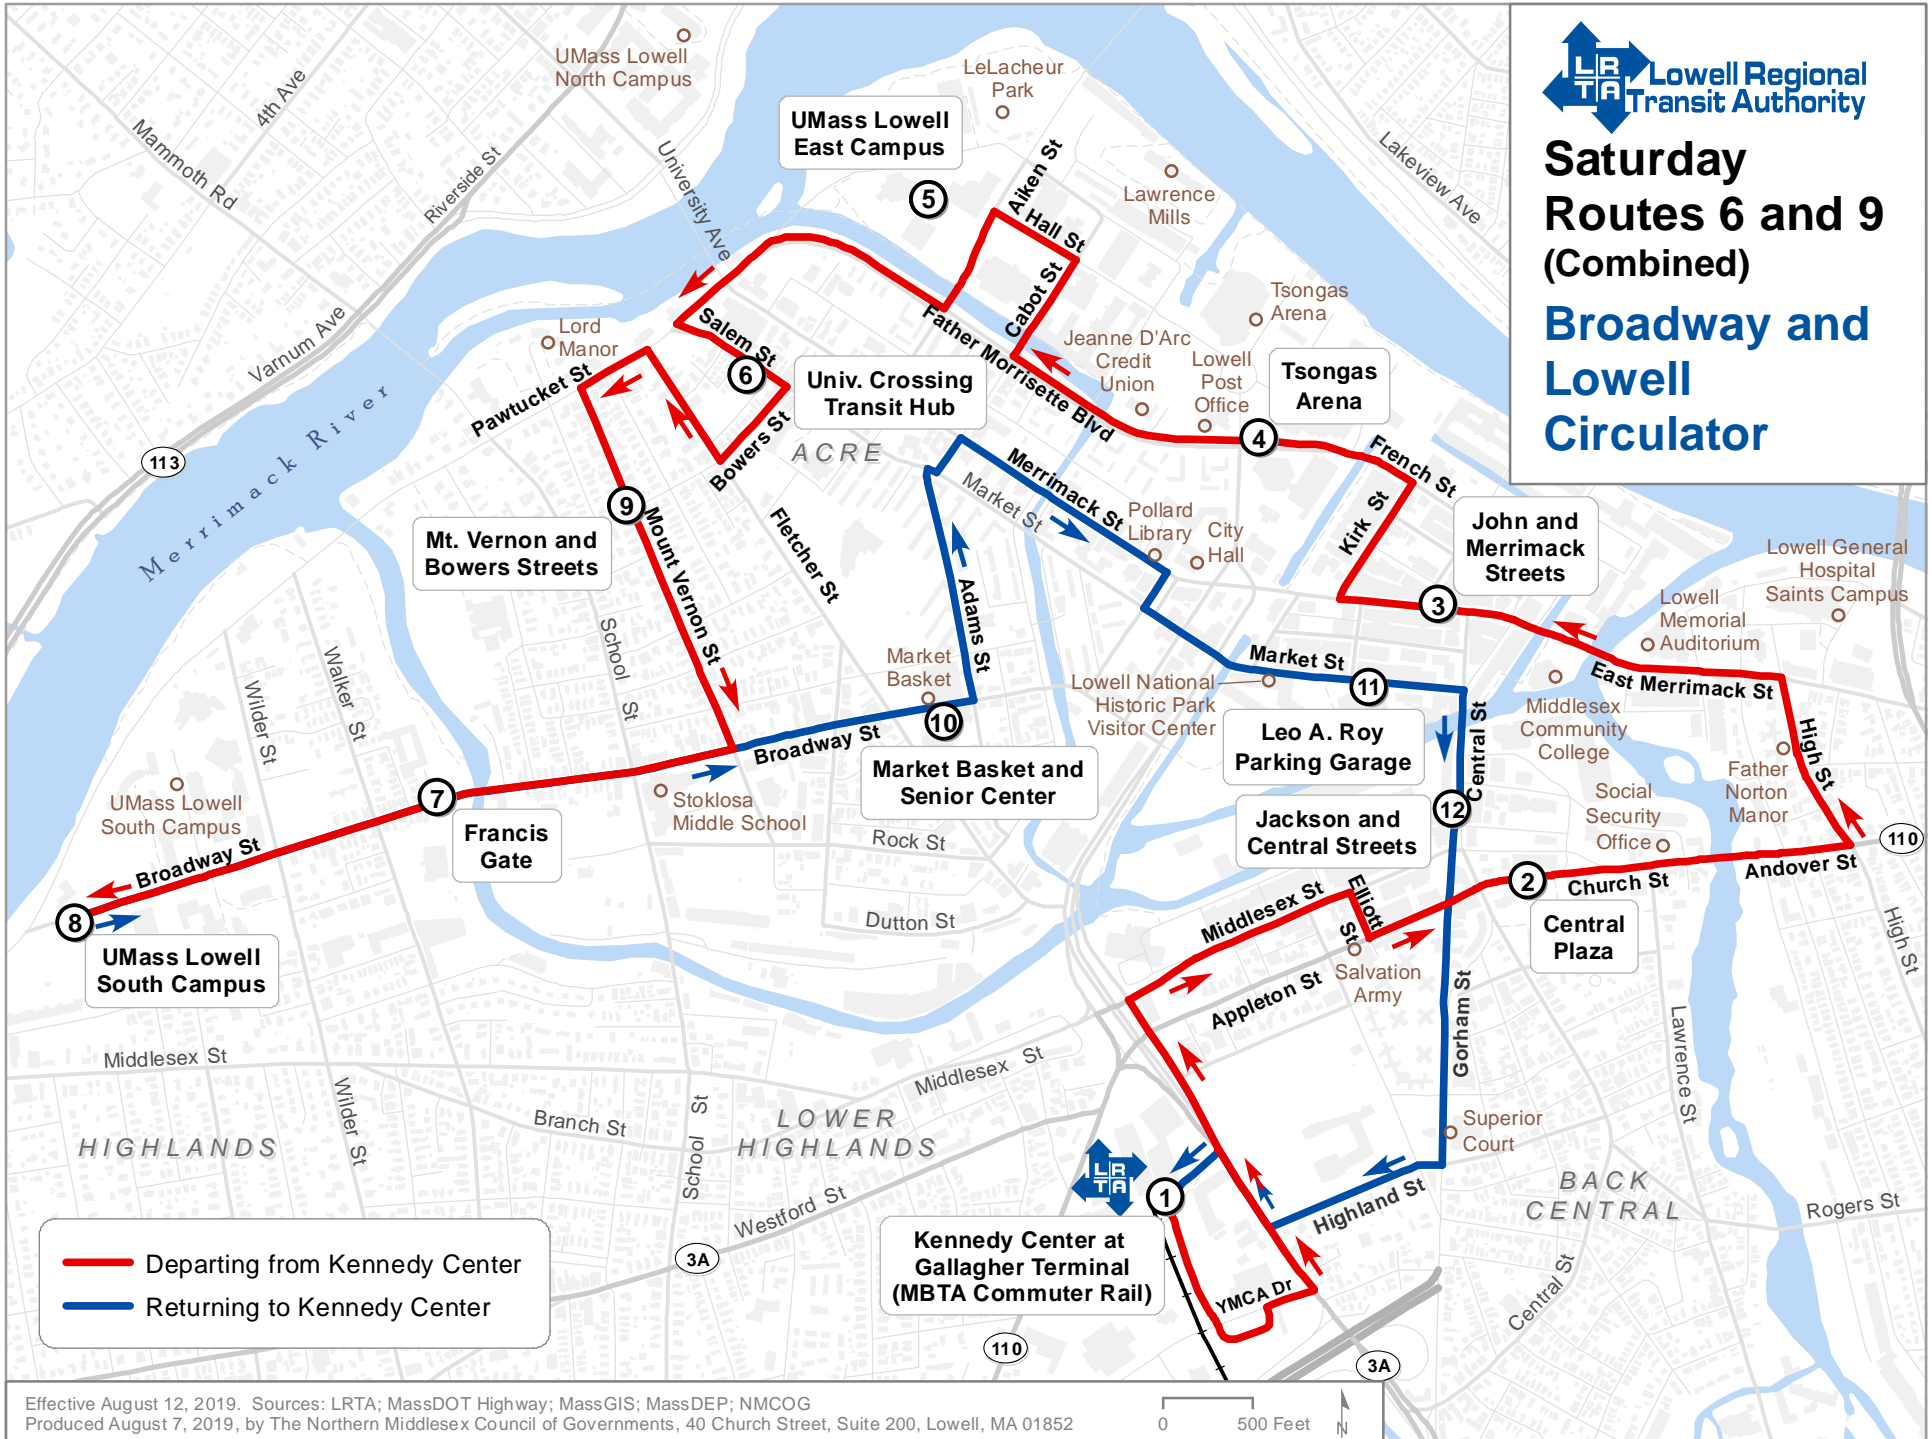 L R
T A
Lowell Regional
Transit Authority
Saturday
Routes 6 and 9
(Combined)
Broadway and
Lowell
Circulator
UMass Lowell
North Campus
LeLacheur
Park
UMass Lowell
East Campus
5
4th Ave
Mammoth Rd
Riverside St
University Ave
Aiken St
Hall St
Cabot St
Lawrence
Mills
Lakeview Ave
Tsongas
Arena
Varnum Ave
Lord
Manor
Salem St
6
Univ. Crossing
Transit Hub
Father Morrisette Blvd
Jeanne D'Arc
Credit
Union
Lowell
Post
Office
Tsongas
Arena
4
Pawtucket St
Bowers St
ACRE
French St
Kirk St
113
Merrimack River
9
Mt. Vernon and
Bowers Streets
Mount Vernon St
Fletcher St
Merrimack St
Market St
Pollard
Library
City
Hall
John and
Merrimack
Streets
3
Lowell General
Hospital
Saints Campus
Lowell
Memorial
Auditorium
School St
Walker St
Wilder St
Adams St
Market
Basket
10
Market Basket and
Senior Center
Broadway St
Market St
11
Lowell National
Historic Park
Visitor Center
Leo A. Roy
Parking Garage
Central St
East Merrimack St
Middlesex
Community
College
High St
Father
Norton
Manor
UMass Lowell
South Campus
7
Francis
Gate
Stoklosa
Middle School
Rock St
Jackson and
Central Streets
12
Social
Security
Office
110
Broadway St
8
UMass Lowell
South Campus
Dutton St
Middlesex St
Elliott St
2
Church St
Andover St
Central
Plaza
High St
Salvation
Army
Appleton St
Gorham St
Lawrence St
Middlesex St
Middlesex St
Wilder St
Branch St
School St
HIGHLANDS
LOWER
HIGHLANDS
Superior
Court
L R
T A
1
Highland St
BACK
CENTRAL
Rogers St
Westford St
3A
Kennedy Center at
Gallagher Terminal
(MBTA Commuter Rail)
YMCA Dr
Central St
110
3A
Departing from Kennedy Center
Returning to Kennedy Center
Effective August 12, 2019. Sources: LRTA; MassDOT Highway; MassGIS; MassDEP; NMCOG
Produced August 7, 2019, by The Northern Middlesex Council of Governments, 40 Church Street, Suite 200, Lowell, MA 01852
0 500 Feet
N